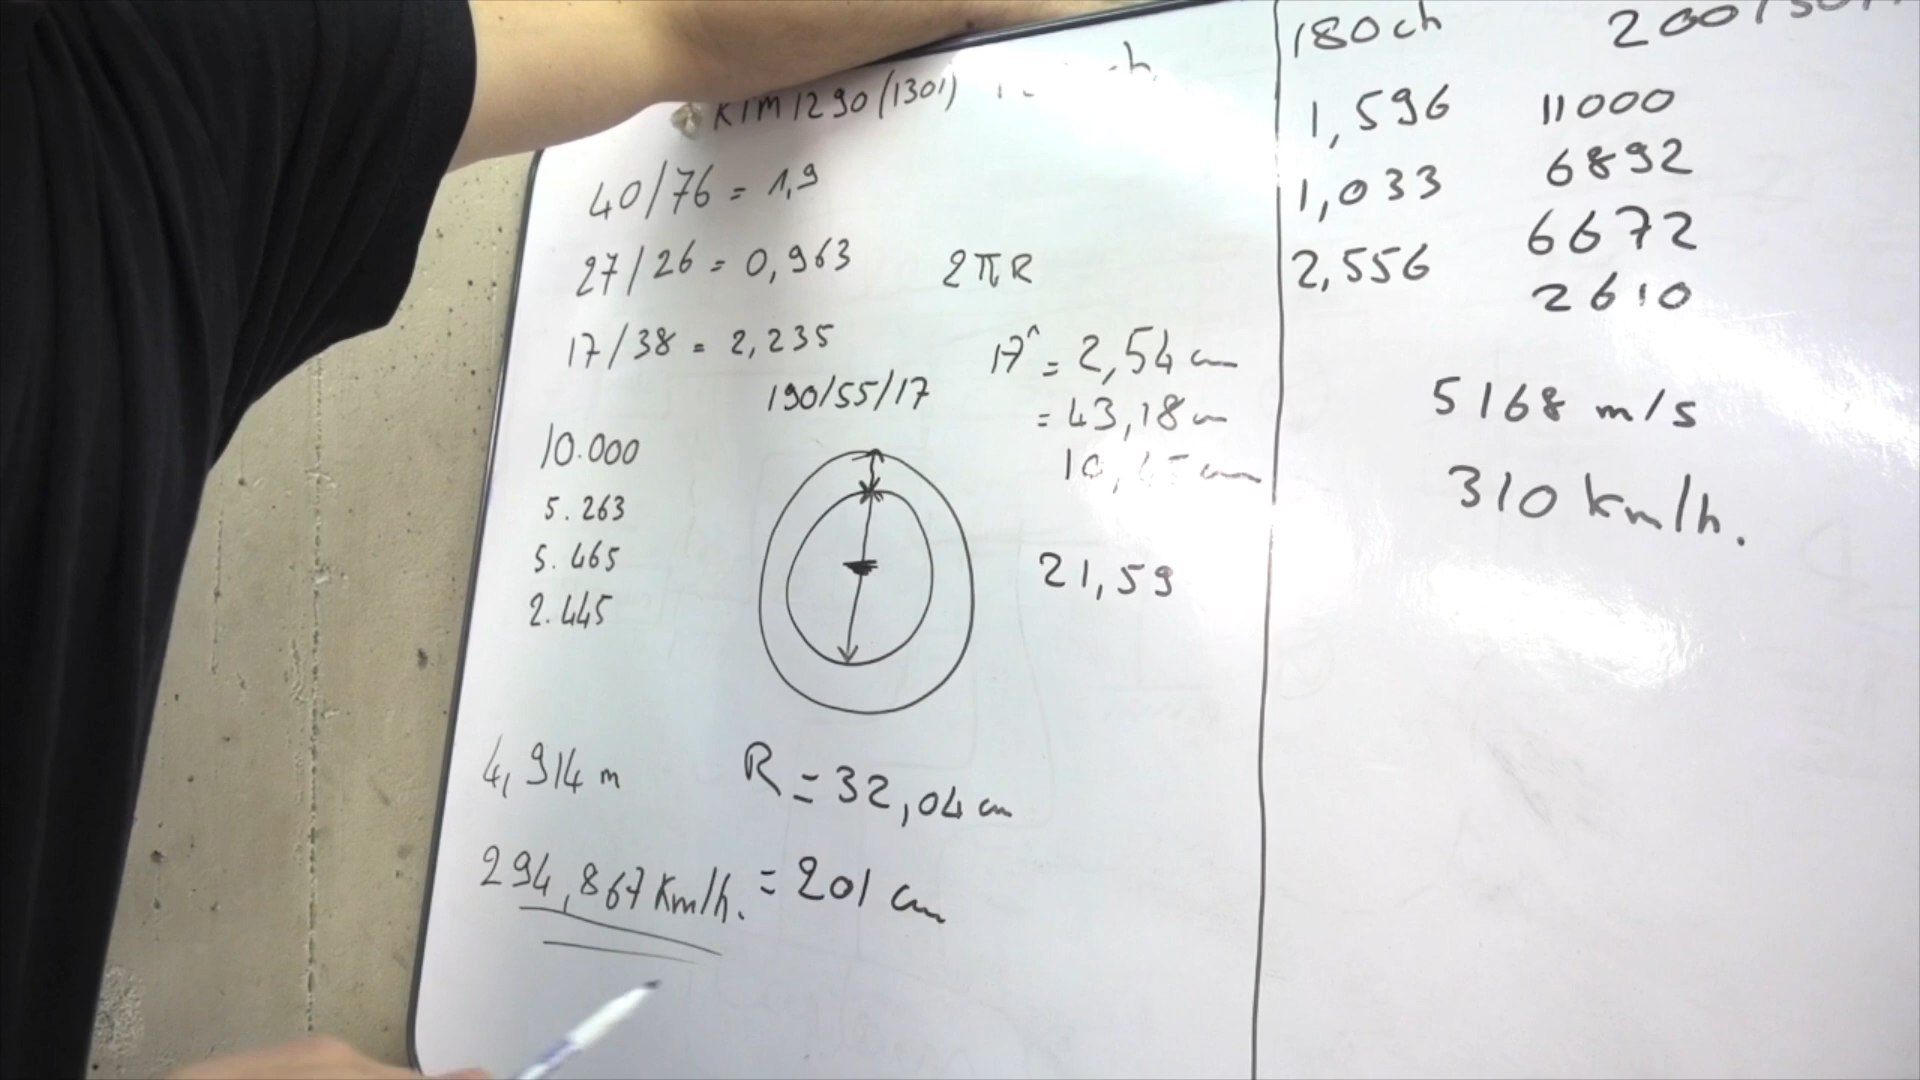 KTM 1290 (1301)
40/76 = 1,9
27/26 = 0,963
2πR
17/38 = 2,235
17" = 2,54 cm
190/55/17
= 43,18 cm
10.000
5.263
5.465
2.445
21,59
4,914 m
R = 32,04 cm
294,867 Km/h.
= 201 cm
180 ch
1,596 11000
1,033 6892
2,556 6672
2610
5168 m/s
310 km/h.